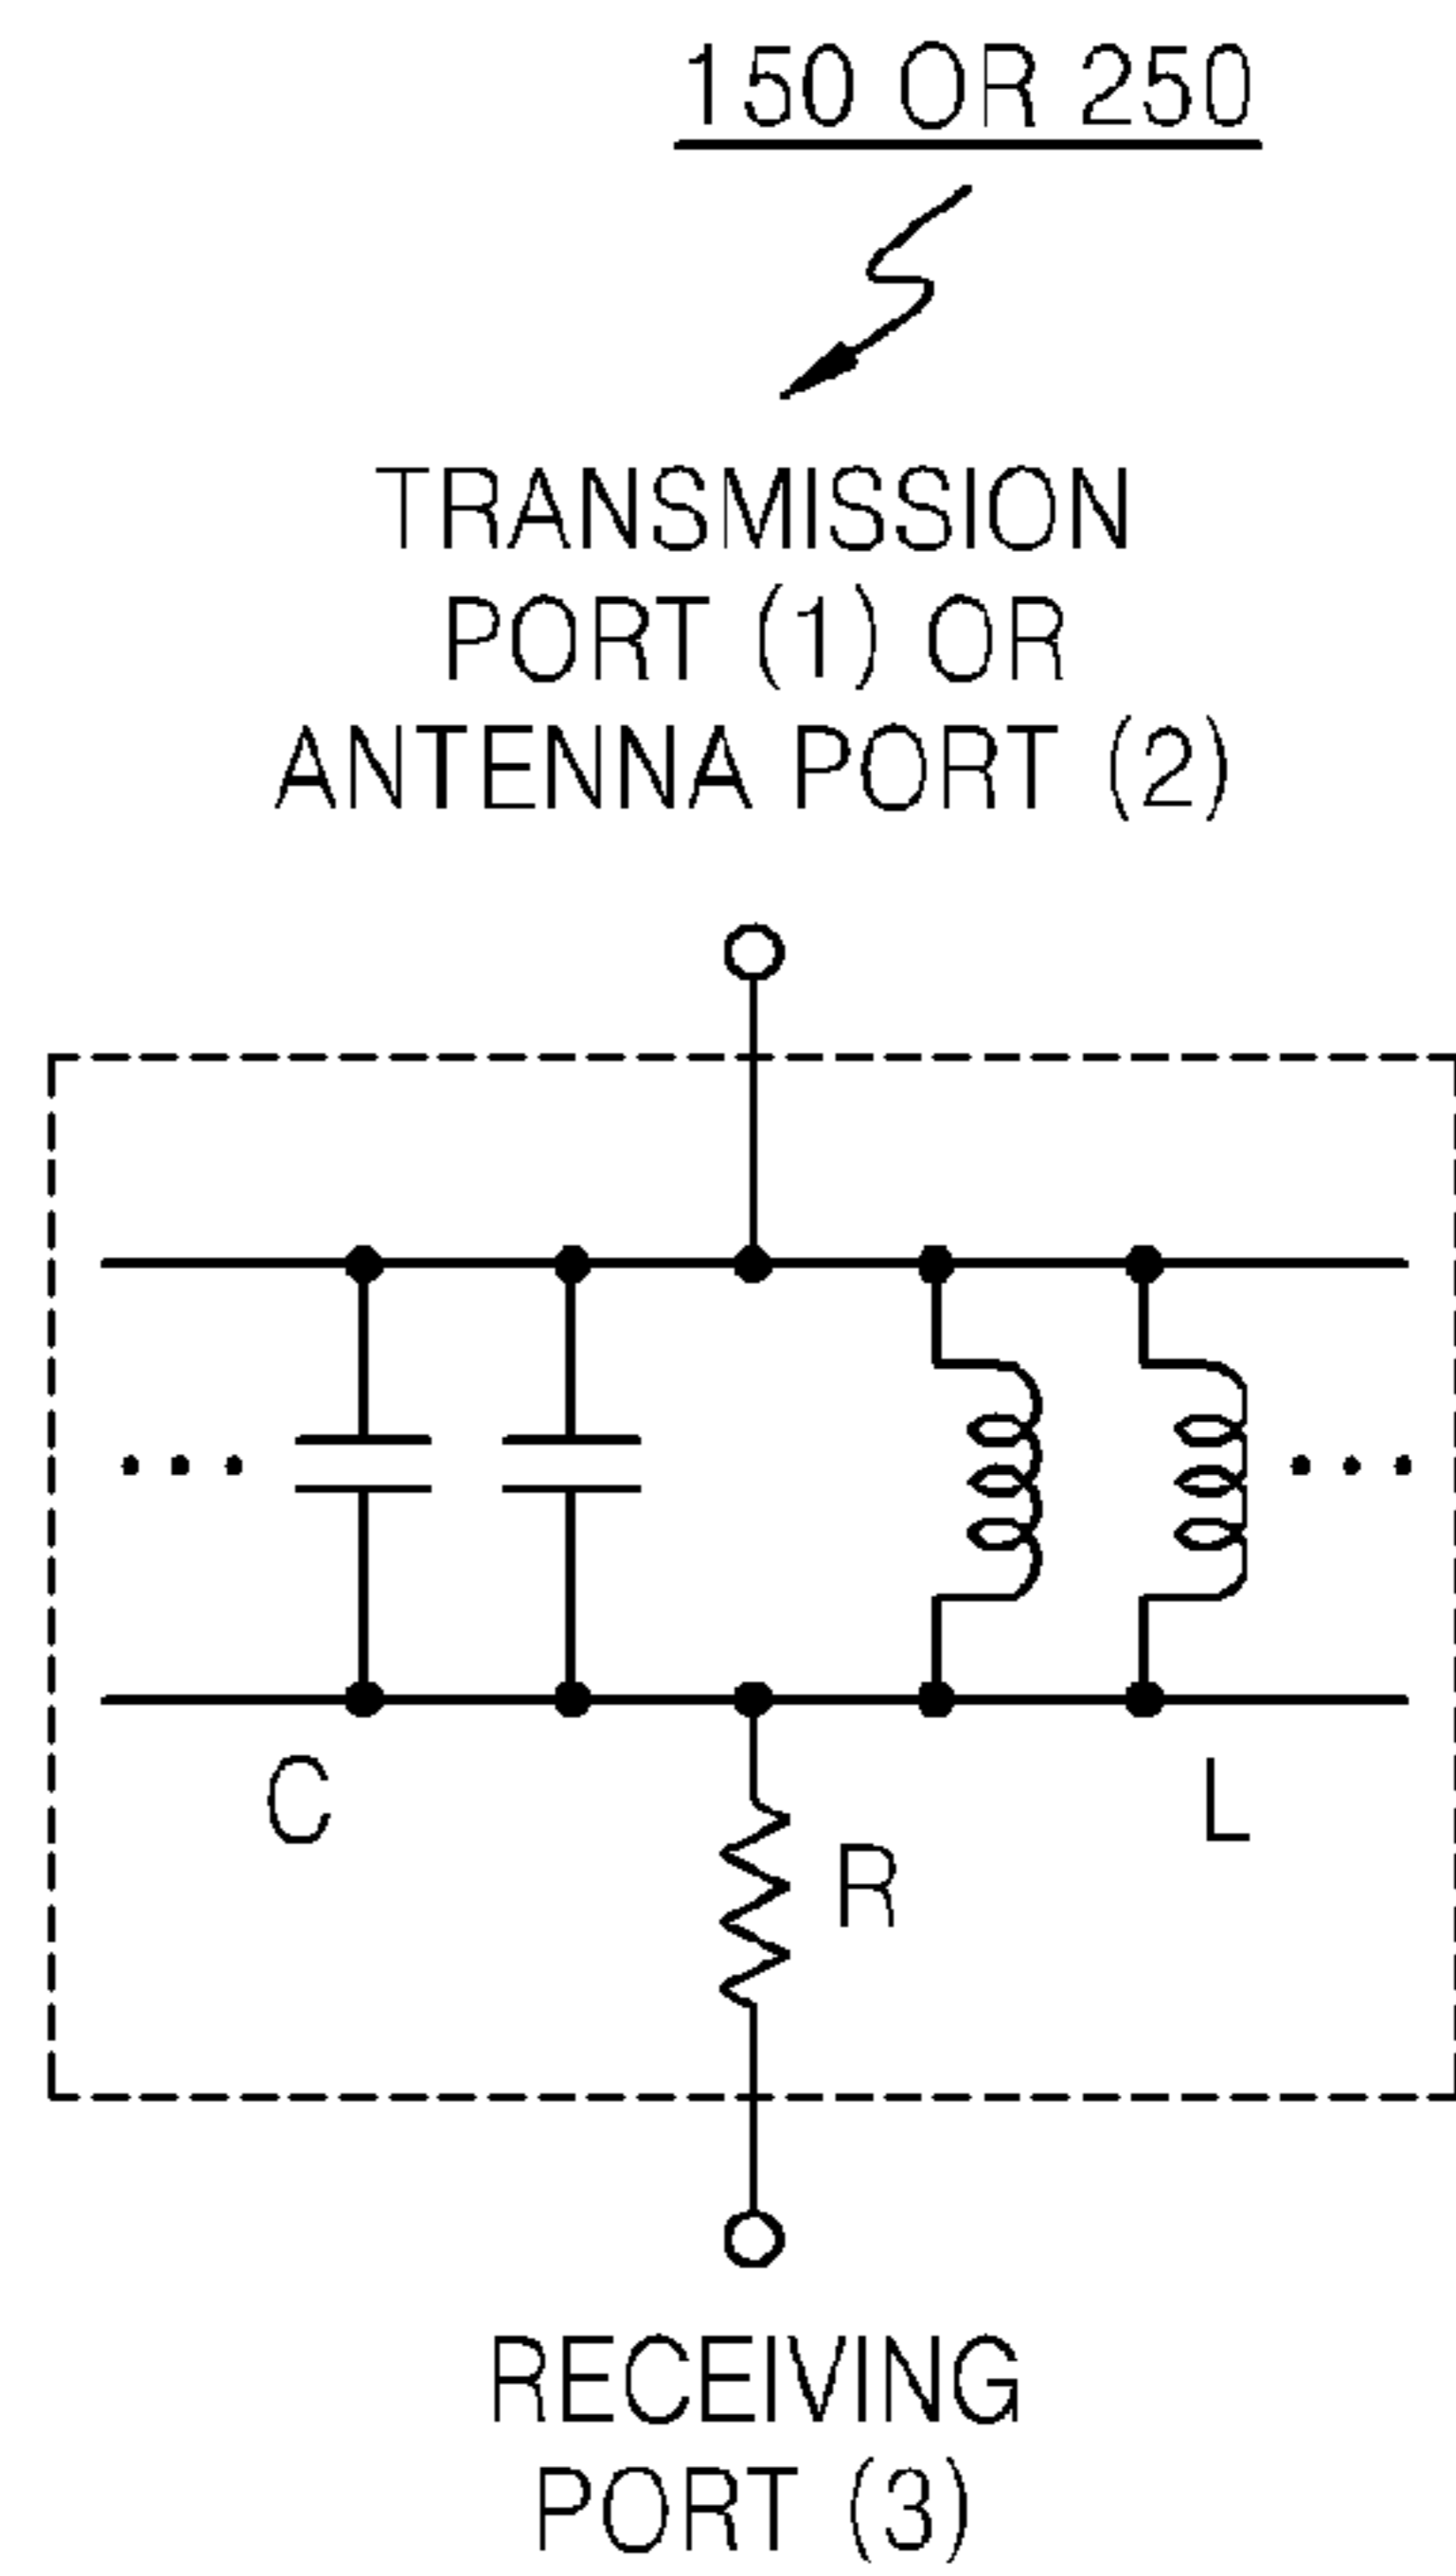 150 OR 250
TRANSMISSION
PORT (1) OR
ANTENNA PORT (2)
C
L
R
RECEIVING
PORT (3)